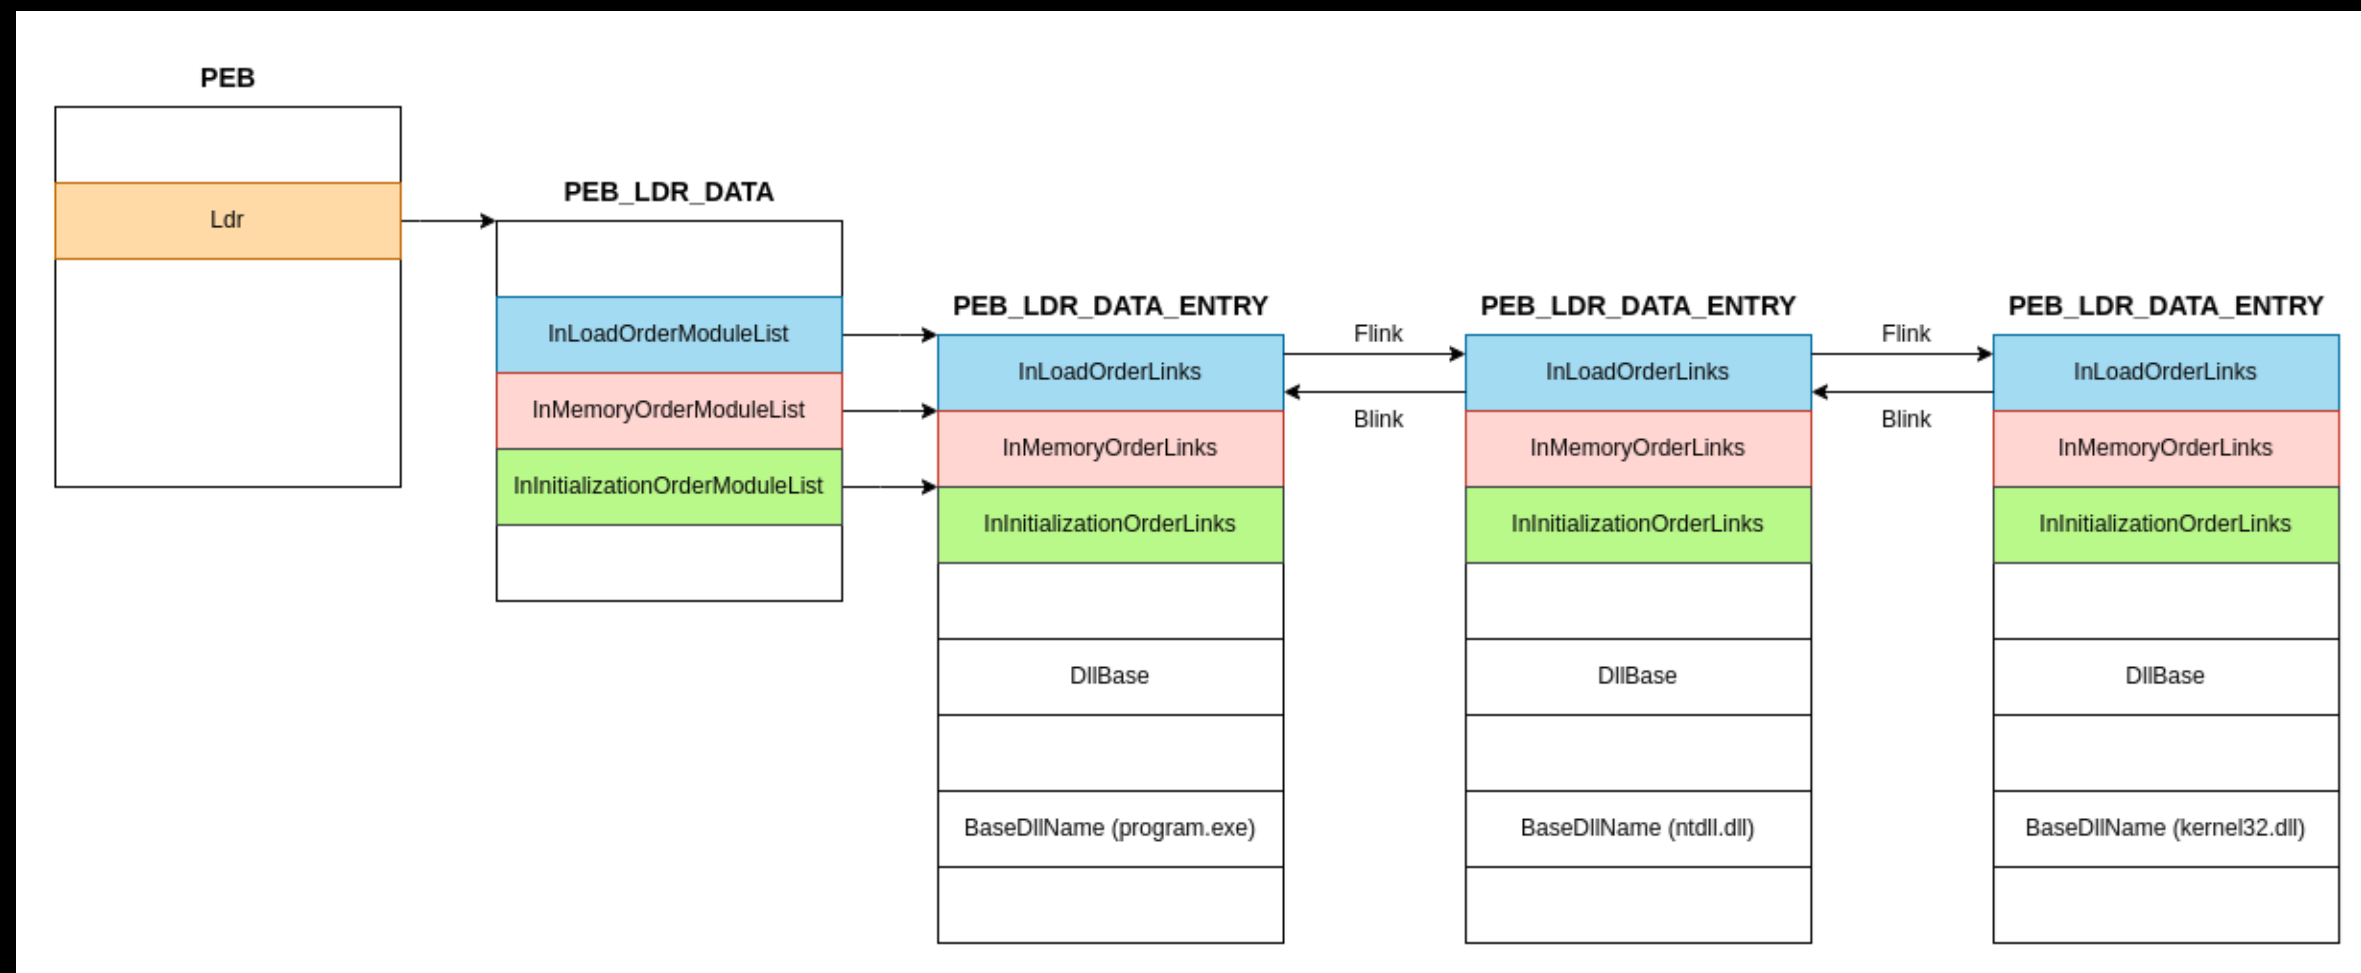 PEB
Ldr
PEB_LDR_DATA
InLoadOrderModuleList
InMemoryOrderModuleList
InInitializationOrderModuleList
PEB_LDR_DATA_ENTRY
InLoadOrderLinks
InMemoryOrderLinks
InInitializationOrderLinks
DllBase
BaseDllName (program.exe)
Flink
Blink
PEB_LDR_DATA_ENTRY
InLoadOrderLinks
InMemoryOrderLinks
InInitializationOrderLinks
DllBase
BaseDllName (ntdll.dll)
Flink
Blink
PEB_LDR_DATA_ENTRY
InLoadOrderLinks
InMemoryOrderLinks
InInitializationOrderLinks
DllBase
BaseDllName (kernel32.dll)